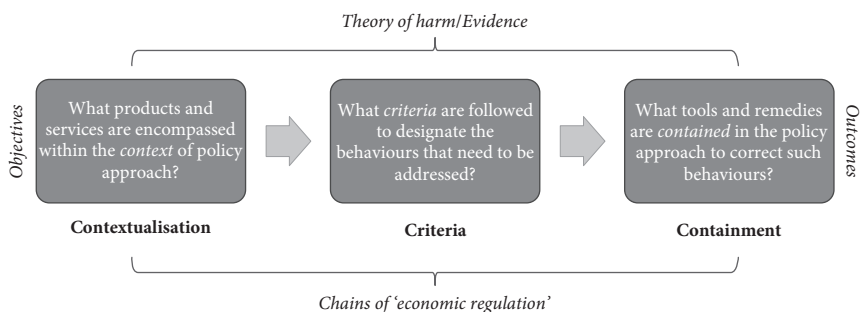 Theory of harm/Evidence
Objectives
What products and
services are encompassed
within the context of policy
approach?
What criteria are followed
to designate the
behaviours that need to be
addressed?
What tools and remedies
are contained in the policy
approach to correct such
behaviours?
Outcomes
Contextualisation
Criteria
Containment
Chains of ‘economic regulation’